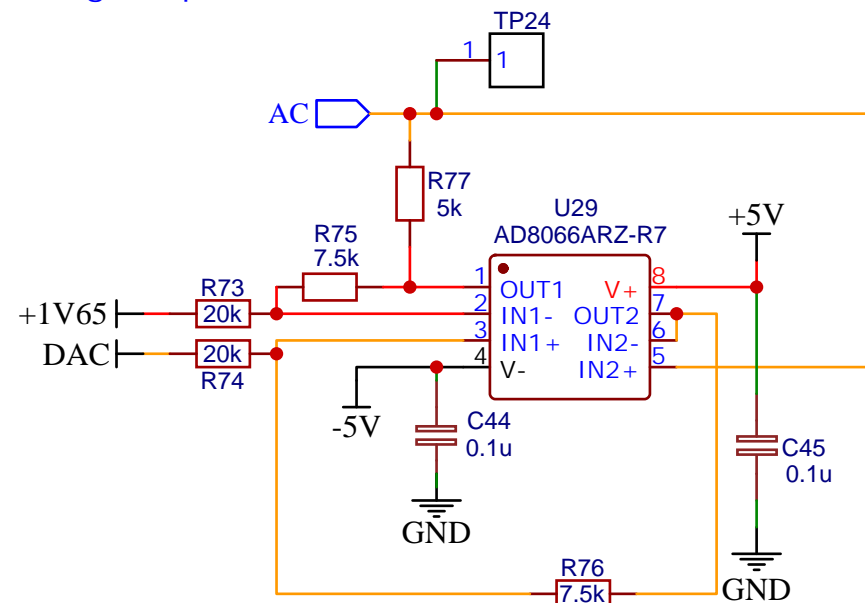 TP24
1
1
AC
R77
5k
U29
AD8066ARZ-R7
+5V
R75
7.5k
1
OUT1
V+
8
R73
20k
+1V65
2
IN1-
OUT2
7
DAC
20k
R74
3
IN1+
IN2-
6
4
V-
IN2+
5
-5V
C44
0.1u
GND
C45
0.1u
GND
R76
7.5k